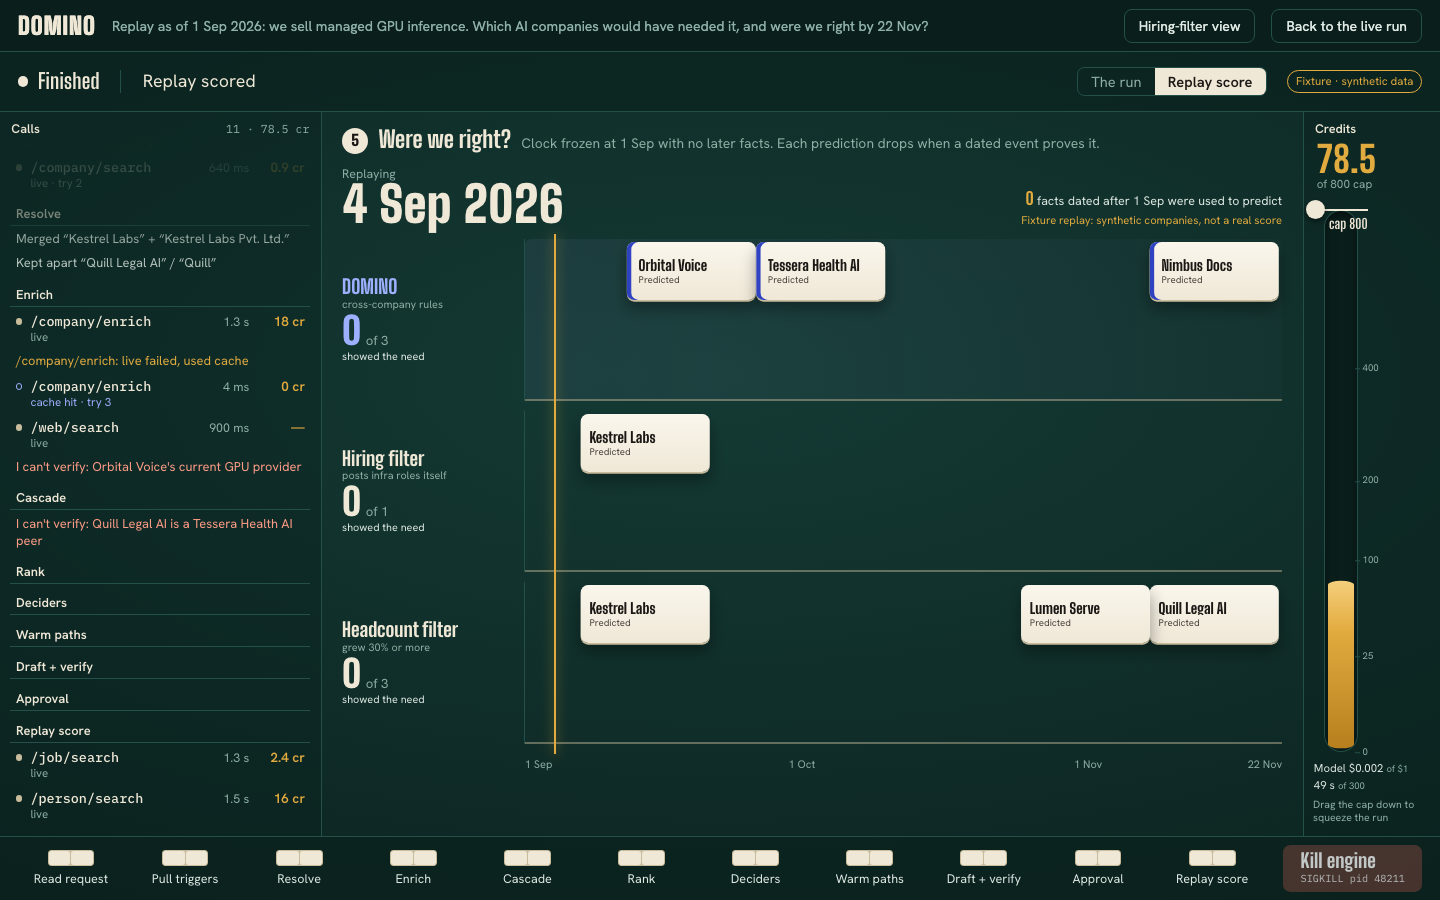 DOMINO
Replay as of 1 Sep 2026: we sell managed GPU inference. Which AI companies would have needed it, and were we right by 22 Nov?
Hiring-filter view
Back to the live run
Finished
Replay scored
The run
Replay score
Fixture · synthetic data
Calls
11 · 78.5 cr
/company/search 640 ms 0.9 cr
live · try 2
Resolve
Merged “Kestrel Labs” + “Kestrel Labs Pvt. Ltd.”
Kept apart “Quill Legal AI” / “Quill”
Enrich
/company/enrich 1.3 s 18 cr
live
/company/enrich: live failed, used cache
/company/enrich 4 ms 0 cr
cache hit · try 3
/web/search 900 ms —
live
I can't verify: Orbital Voice's current GPU provider
Cascade
I can't verify: Quill Legal AI is a Tessera Health AI
peer
Rank
Deciders
Warm paths
Draft + verify
Approval
Replay score
/job/search 1.3 s 2.4 cr
live
/person/search 1.5 s 16 cr
live
5 Were we right? Clock frozen at 1 Sep with no later facts. Each prediction drops when a dated event proves it.
Replaying
4 Sep 2026
0 facts dated after 1 Sep were used to predict
Fixture replay: synthetic companies, not a real score
DOMINO
cross-company rules
0 of 3
showed the need
Orbital Voice
Predicted
Tessera Health AI
Predicted
Nimbus Docs
Predicted
Hiring filter
posts infra roles itself
0 of 1
showed the need
Kestrel Labs
Predicted
Headcount filter
grew 30% or more
0 of 3
showed the need
Kestrel Labs
Predicted
Lumen Serve
Predicted
Quill Legal AI
Predicted
1 Sep
1 Oct
1 Nov
22 Nov
Credits
78.5
of 800 cap
cap 800
400
200
100
25
0
Model $0.002 of $1
49 s of 300
Drag the cap down to
squeeze the run
Read request
Pull triggers
Resolve
Enrich
Cascade
Rank
Deciders
Warm paths
Draft + verify
Approval
Replay score
Kill engine
SIGKILL pid 48211